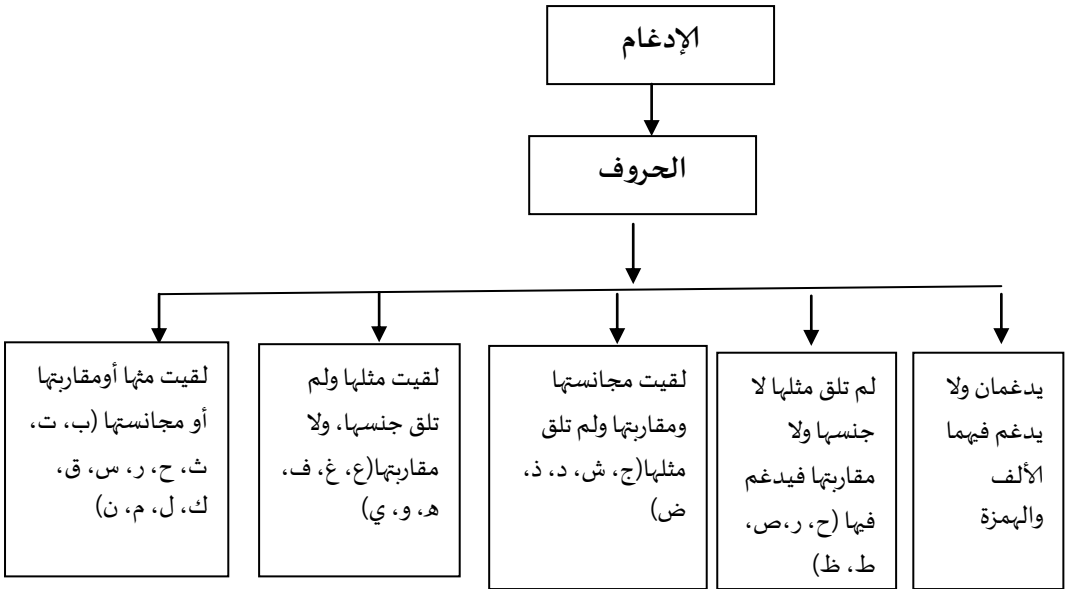 الإدغام
الحروف
يدغمان ولا
يدغم فيهما
الألف
والهمزة
لم تلق مثلها لا
جنسها ولا
مقاربتها فيدغم
فيها (ح، ر،ص،
ط، ظ)
لقيت مجانستها
ومقاربتها ولم تلق
مثلها(ج، ش، د، ذ،
ض)
لقيت مثلها ولم
تلق جنسها، ولا
مقاربتها(ع، غ، ف،
ه، و، ي)
لقيت مثها أومقاربتها
أو مجانستها (ب، ت،
ث، ح، ر، س، ق،
ك، ل، م، ن)